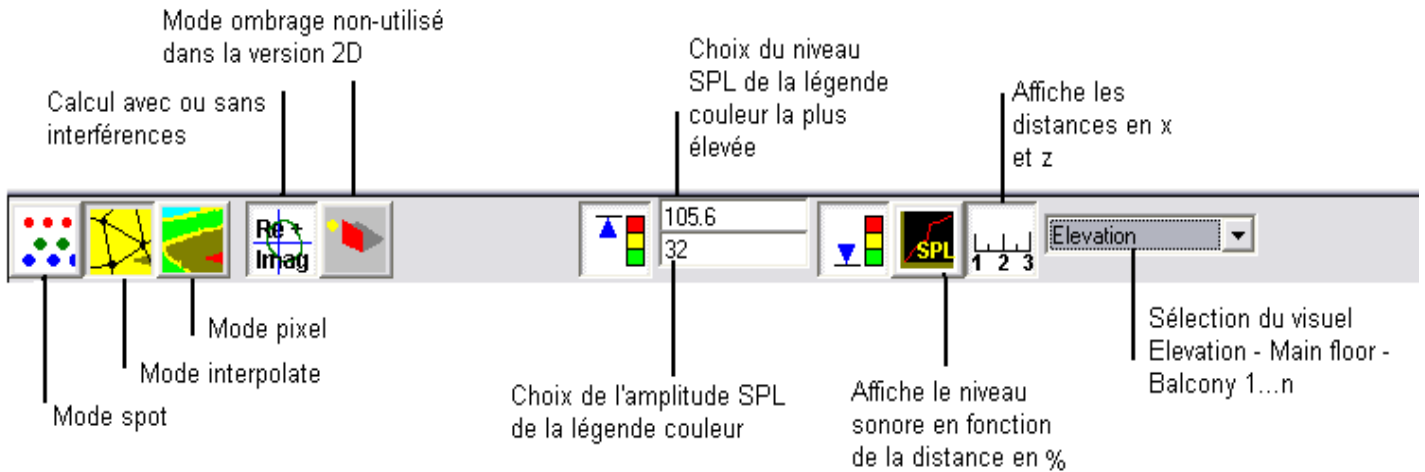 Mode ombrage non-utilisé
dans la version 2D
Calcul avec ou sans
interférences
Choix du niveau
SPL de la légende
couleur la plus
élevée
Affiche les
distances en x
et z
Re +
Imag
105.6
32
SPL
1 2 3
Elevation
Mode pixel
Mode interpolate
Mode spot
Choix de l'amplitude SPL
de la légende couleur
Affiche le niveau
sonore en fonction
de la distance en %
Sélection du visuel
Elevation - Main floor -
Balcony 1...n